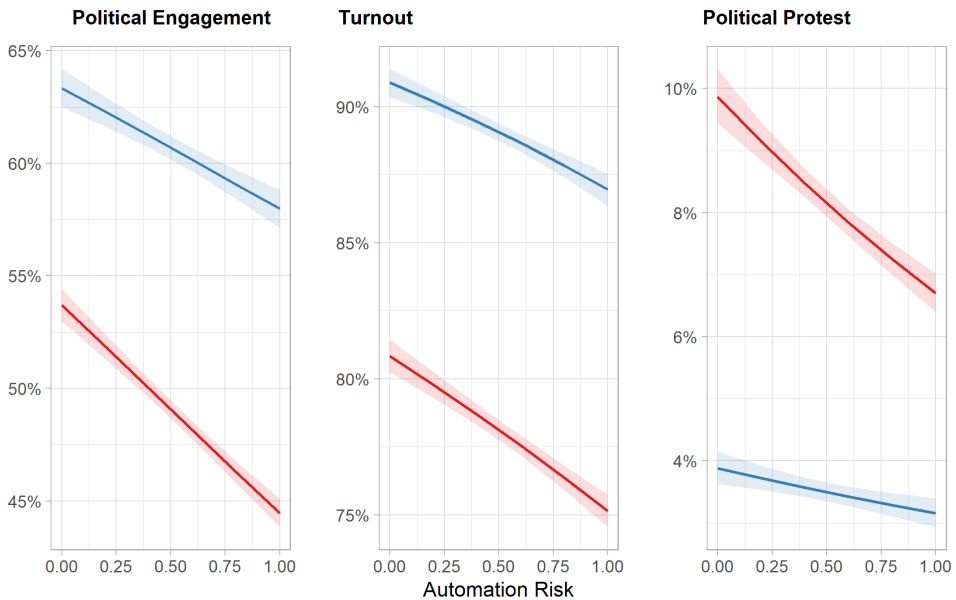 Political Engagement
65%
60%
55%
50%
45%
0.00 0.25 0.50 0.75 1.00
Turnout
90%
85%
80%
75%
0.00 0.25 0.50 0.75 1.00
Political Protest
10%
8%
6%
4%
0.00 0.25 0.50 0.75 1.00
Automation Risk